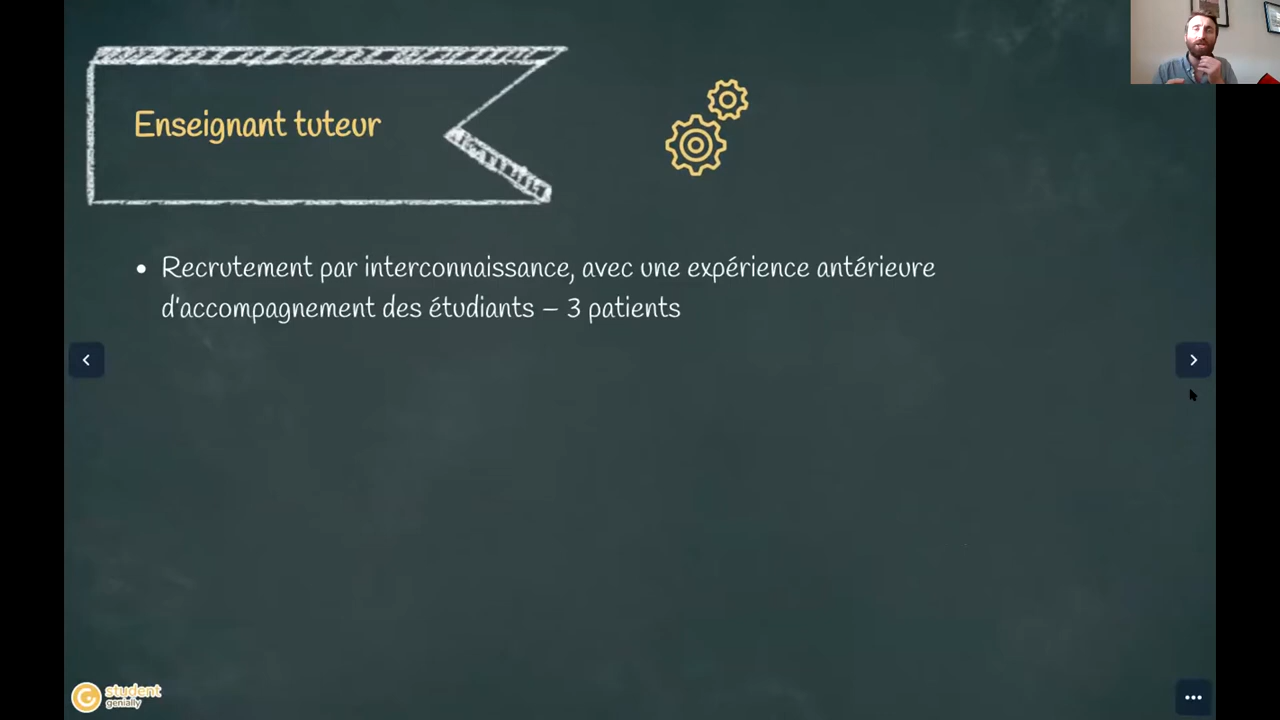 Enseignant tuteur
• Recrutement par interconnaissance, avec une expérience antérieure
d'accompagnement des étudiants – 3 patients
student
genially